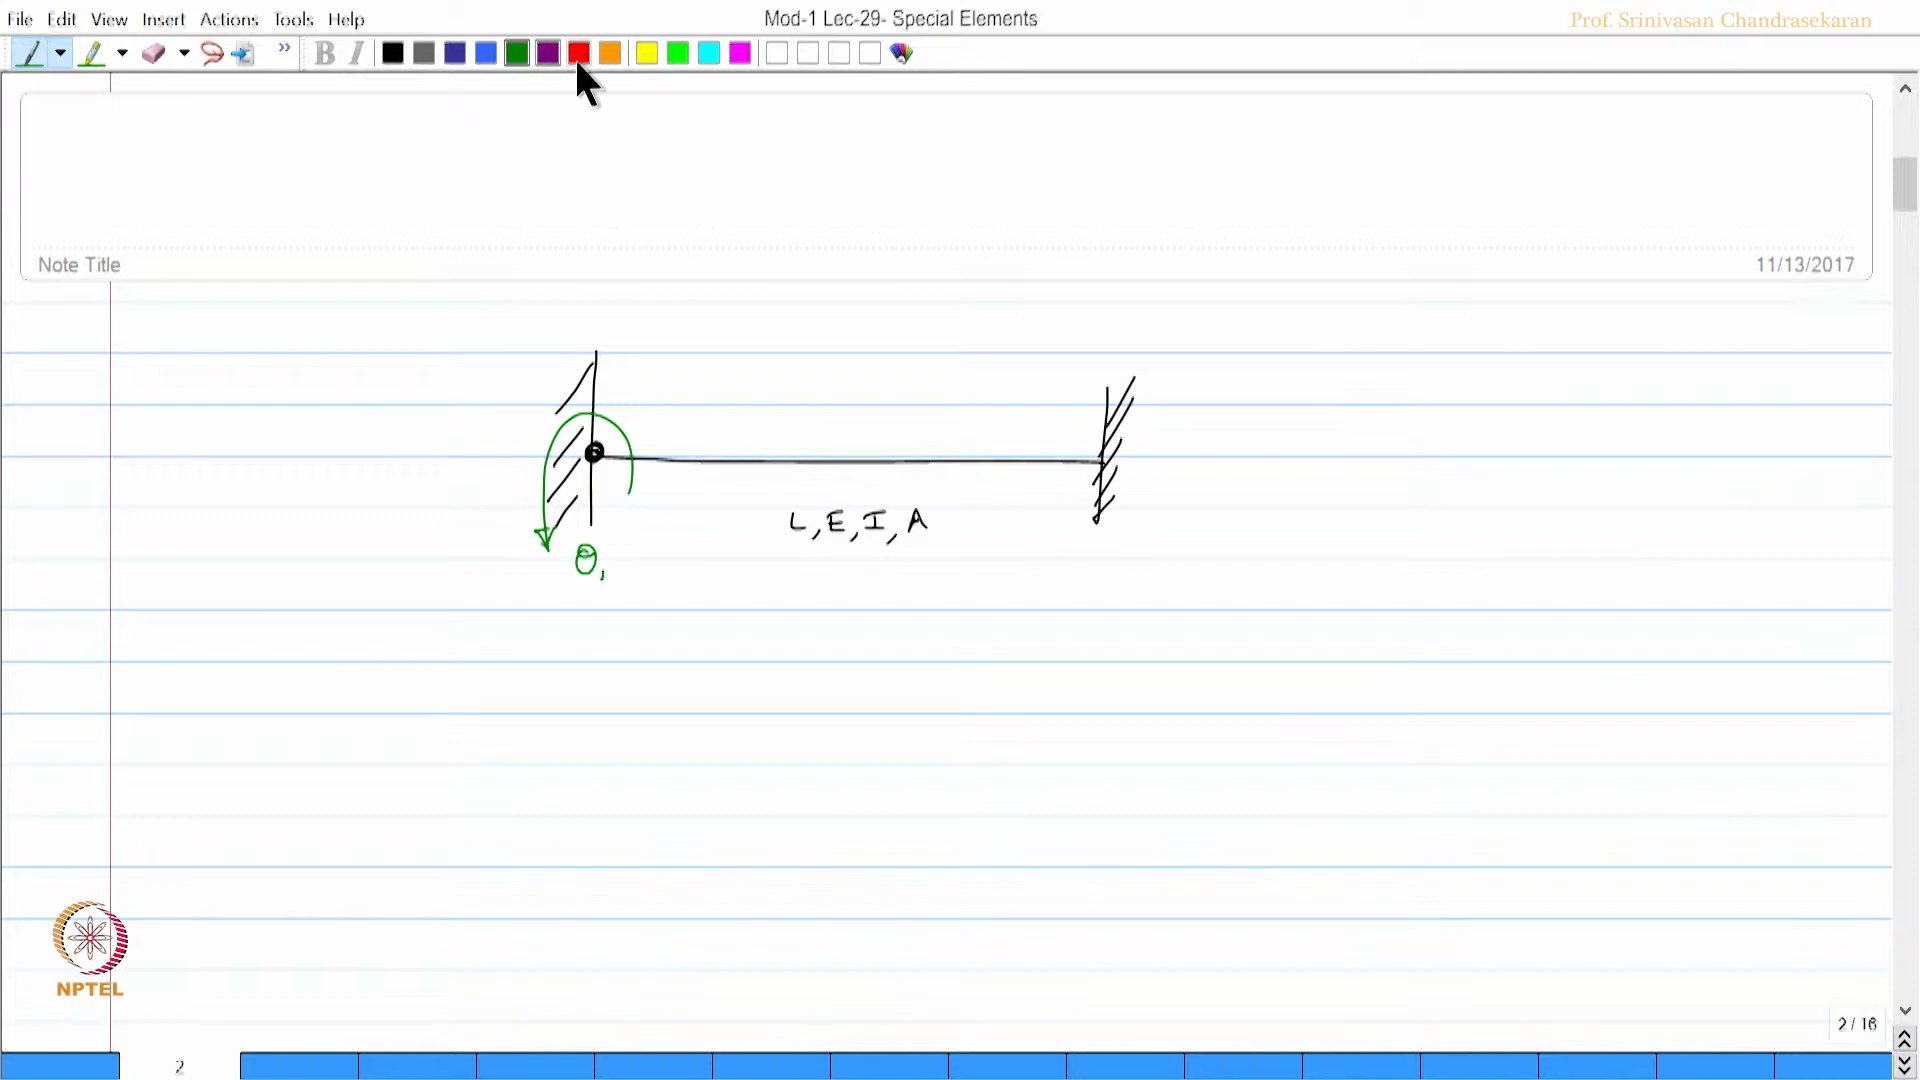 File Edit View Insert Actions Tools Help
Mod-1 Lec-29- Special Elements
Prof. Srinivasan Chandrasekaran
» B I
Note Title
11/13/2017
L, E, I, A
θ,
NPTEL
2 / 16
2